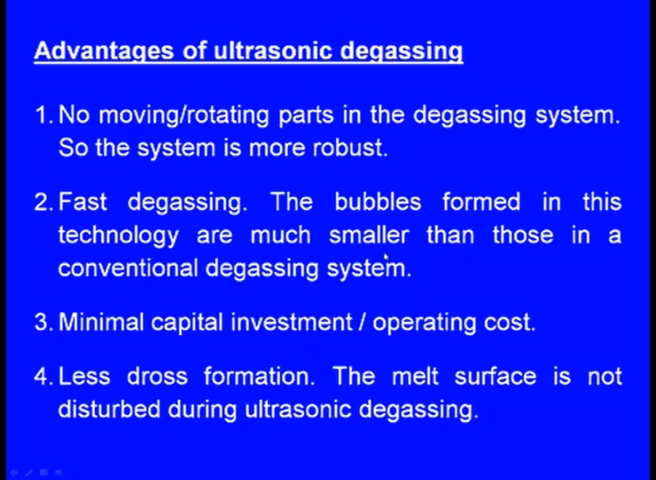 Advantages of ultrasonic degassing
1. No moving/rotating parts in the degassing system.
So the system is more robust.
2. Fast degassing. The bubbles formed in this
technology are much smaller than those in a
conventional degassing system.
3. Minimal capital investment / operating cost.
4. Less dross formation. The melt surface is not
disturbed during ultrasonic degassing.